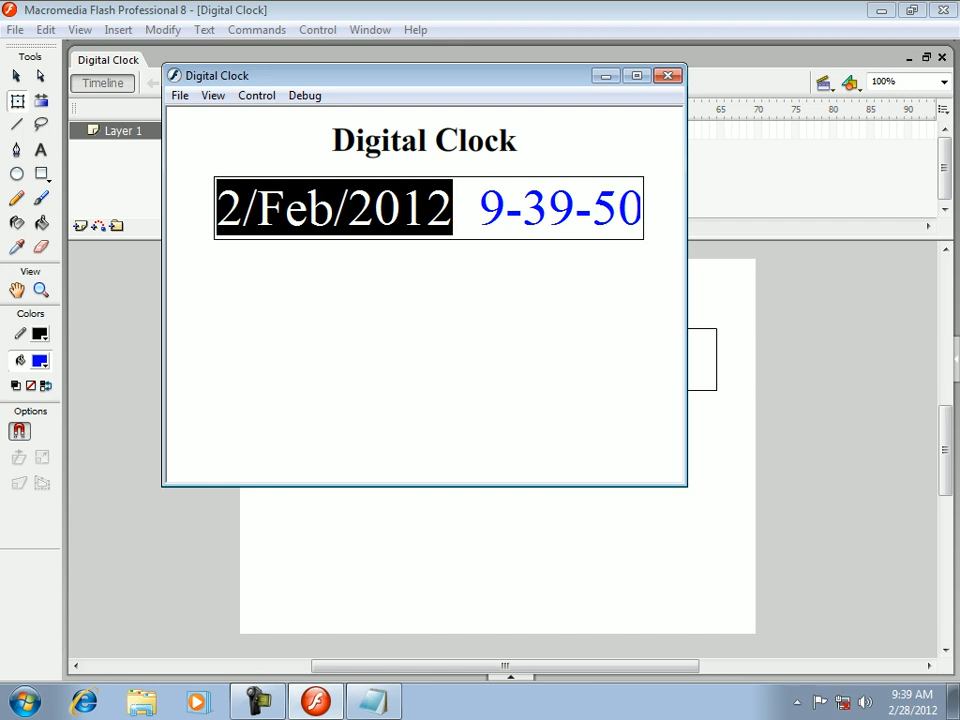 Macromedia Flash Professional 8 - [Digital Clock]
File Edit View Insert Modify Text Commands Control Window Help
Tools
Digital Clock
Timeline
100%
65 70 75 80 85 90
Layer 1
Digital Clock
File View Control Debug
Digital Clock
2/Feb/2012 9-39-50
View
Colors
Options
9:39 AM
2/28/2012